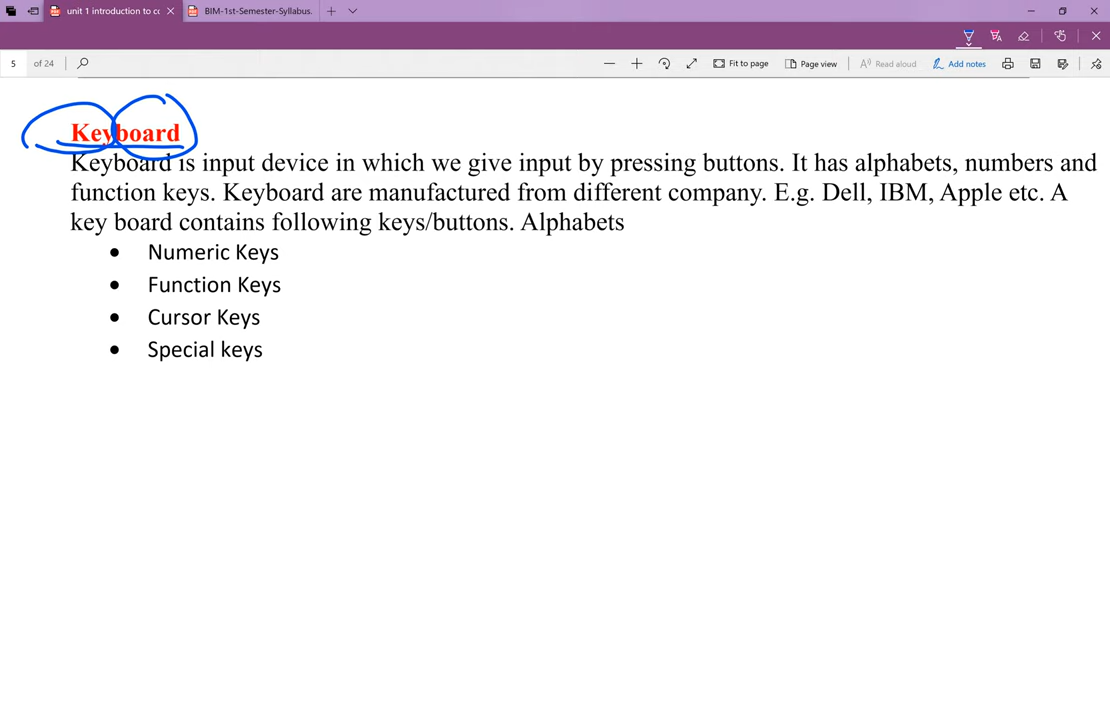 unit 1 introduction to co
BIM-1st-Semester-Syllabus.
5 of 24
Fit to page
Page view
Read aloud
Add notes
Keyboard
Keyboard is input device in which we give input by pressing buttons. It has alphabets, numbers and
function keys. Keyboard are manufactured from different company. E.g. Dell, IBM, Apple etc. A
key board contains following keys/buttons. Alphabets
• Numeric Keys
• Function Keys
• Cursor Keys
• Special keys